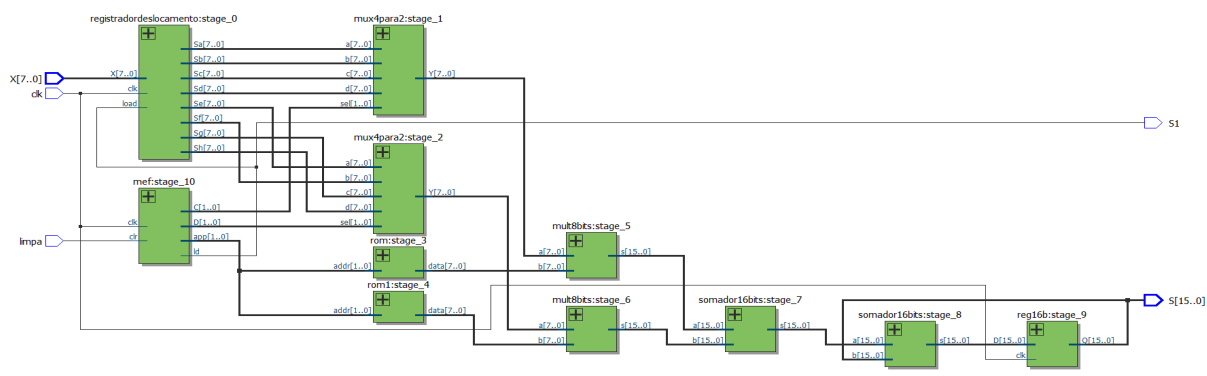 registradordeslocamento:stage_0
X[7..0]
clk
load
Sa[7..0]
Sb[7..0]
Sc[7..0]
Sd[7..0]
Se[7..0]
Sf[7..0]
Sg[7..0]
Sh[7..0]
mux4para2:stage_1
a[7..0]
b[7..0]
c[7..0]
d[7..0]
sel[1..0]
Y[7..0]
X[7..0]
clk
S1
mux4para2:stage_2
a[7..0]
b[7..0]
c[7..0]
d[7..0]
sel[1..0]
Y[7..0]
mef:stage_10
clk
clr
C[1..0]
D[1..0]
app[1..0]
ld
limpa
rom:stage_3
addr[1..0]
data[7..0]
rom1:stage_4
addr[1..0]
data[7..0]
mult8bits:stage_5
a[7..0]
b[7..0]
s[15..0]
mult8bits:stage_6
a[7..0]
b[7..0]
s[15..0]
somador16bits:stage_7
a[15..0]
b[15..0]
s[15..0]
somador16bits:stage_8
a[15..0]
b[15..0]
s[15..0]
reg16b:stage_9
D[15..0]
clk
Q[15..0]
S[15..0]